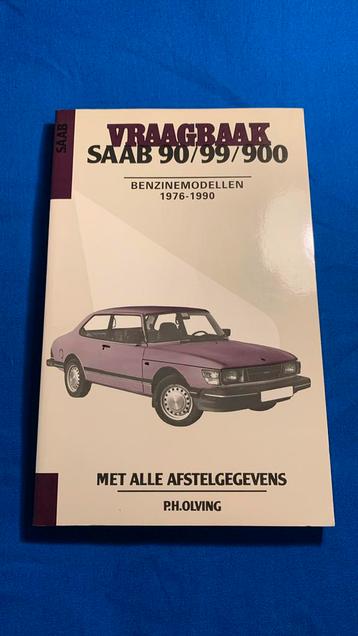 SAAB
VRAAGBAAK
SAAB 90/99/900
BENZINEMODELLEN
1976-1990
MET ALLE AFSTELGEGEVENS
P.H.OLVING